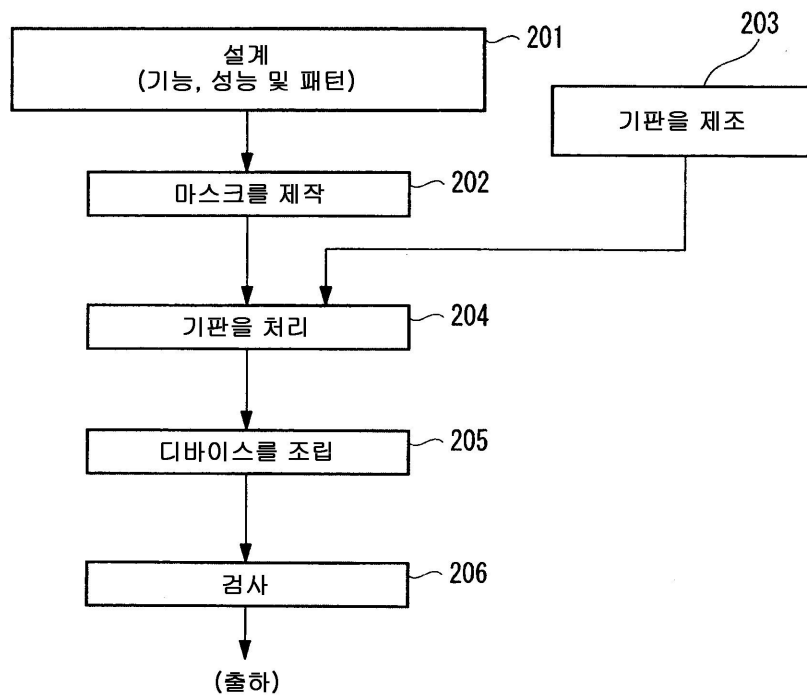 설계
(기능, 성능 및 패턴)
201
203
기판을 제조
마스크를 제작
202
기판을 처리
204
디바이스를 조립
205
검사
206
(출하)